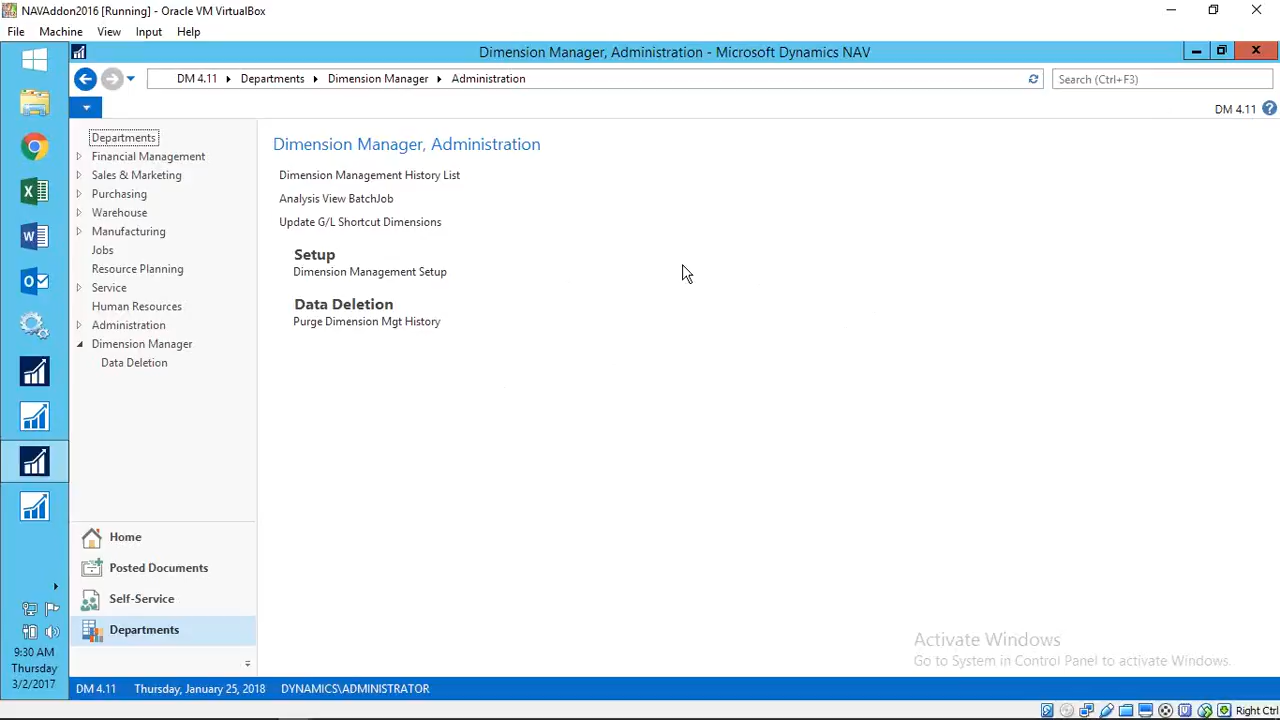 NAVAddon2016 [Running] - Oracle VM VirtualBox
File Machine View Input Help
Dimension Manager, Administration - Microsoft Dynamics NAV
DM 4.11 Departments Dimension Manager Administration
Search (Ctrl+F3)
DM 4.11
Departments
Financial Management
Sales & Marketing
Purchasing
Warehouse
Manufacturing
Jobs
Resource Planning
Service
Human Resources
Administration
Dimension Manager
Data Deletion
Home
Posted Documents
Self-Service
Departments
Dimension Manager, Administration
Dimension Management History List
Analysis View BatchJob
Update G/L Shortcut Dimensions
Setup
Dimension Management Setup
Data Deletion
Purge Dimension Mgt History
Activate Windows
Go to System in Control Panel to activate Windows.
9:30 AM
Thursday
3/2/2017
DM 4.11 Thursday, January 25, 2018 DYNAMICS\ADMINISTRATOR
Right Ctrl